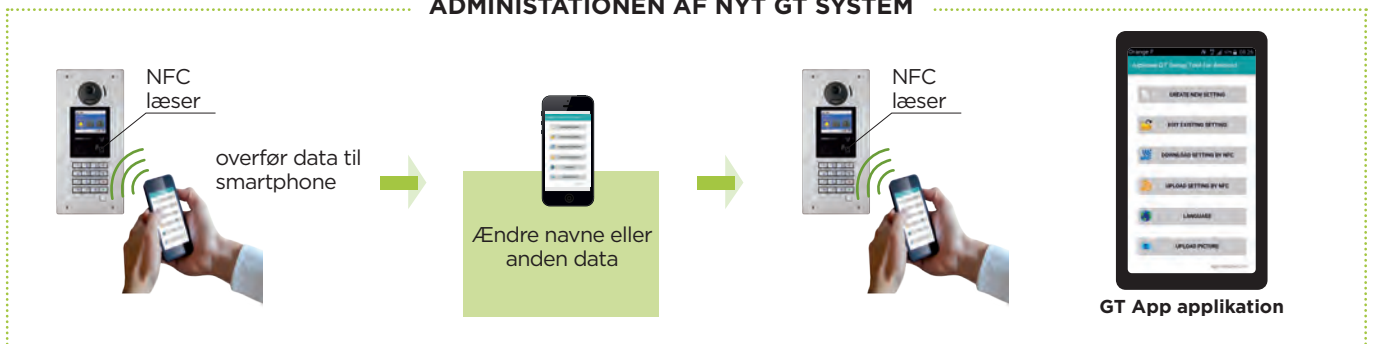 ADMINISTATIONEN AF NYT GT SYSTEM
NFC
læser
overfør data til
smartphone
Ændre navne eller
anden data
NFC
læser
CREATE NEW SETTING
EDIT EXISTING SETTING
DOWNLOAD SETTING BY NFC
UPLOAD SETTING BY NFC
LANGUAGE
UPLOAD PICTURE
GT App applikation